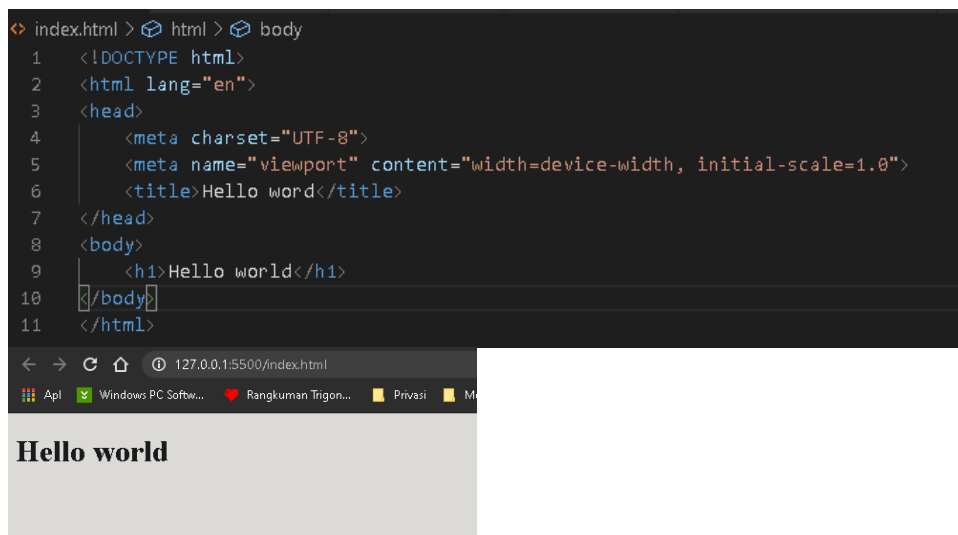 index.html > html > body
1 <!DOCTYPE html>
2 <html lang="en">
3 <head>
4 <meta charset="UTF-8">
5 <meta name="viewport" content="width=device-width, initial-scale=1.0">
6 <title>Hello word</title>
7 </head>
8 <body>
9 <h1>Hello world</h1>
10 </body>
11 </html>
127.0.0.1:5500/index.html
Apl Windows PC Softw... Rangkuman Trigon... Privasi
Hello world